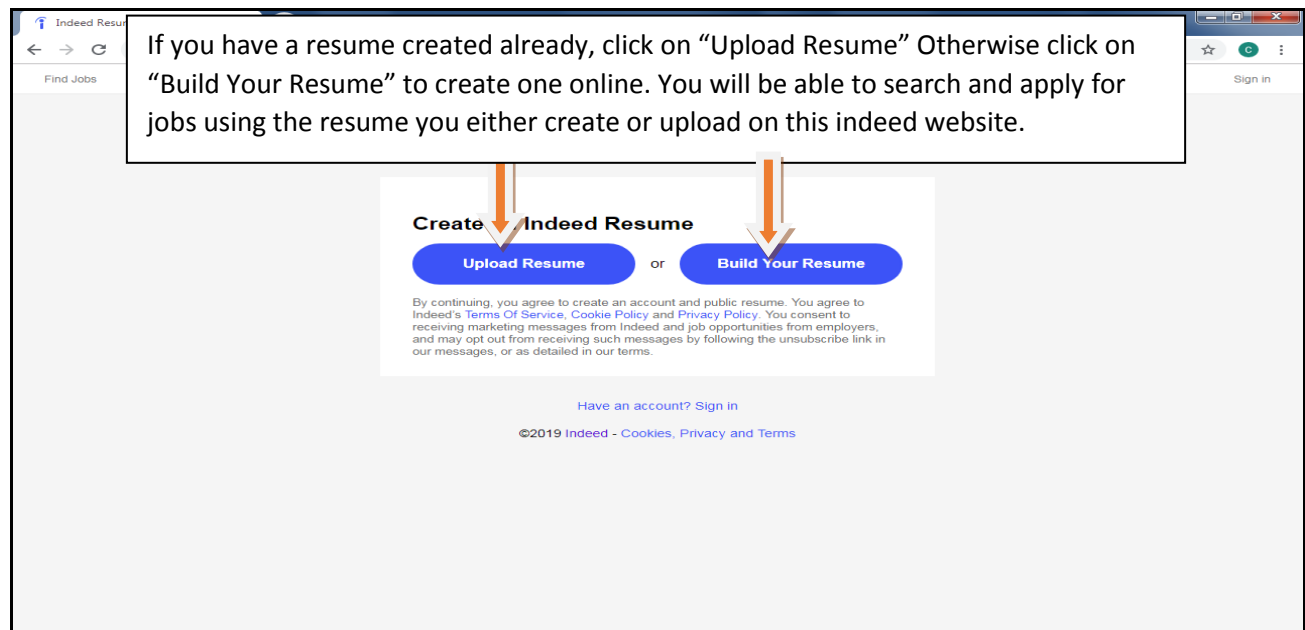 Indeed Resu
If you have a resume created already, click on “Upload Resume” Otherwise click on
“Build Your Resume” to create one online. You will be able to search and apply for
jobs using the resume you either create or upload on this indeed website.
C
Find Jobs
Sign in
Create Indeed Resume
Upload Resume or Build Your Resume
By continuing, you agree to create an account and public resume. You agree to
Indeed's Terms Of Service, Cookie Policy and Privacy Policy. You consent to
receiving marketing messages from Indeed and job opportunities from employers,
and may opt out from receiving such messages by following the unsubscribe link in
our messages, or as detailed in our terms.
Have an account? Sign in
©2019 Indeed - Cookies, Privacy and Terms